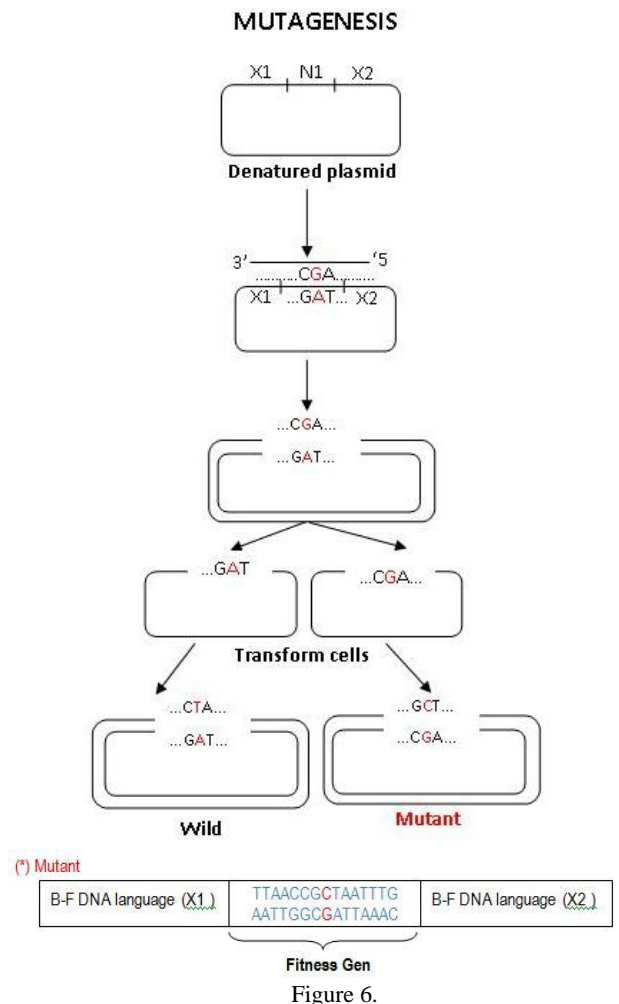 MUTAGENESIS
X1 N1 X2
Denatured plasmid
3' '5
...........CGA.........
X1 ...GAT... X2
...CGA...
...GAT...
...GAT ...CGA...
Transform cells
...CTA... ...GCT...
...GAT... ...CGA...
Wild Mutant
(*) Mutant
B-F DNA language (X1 ) TTAACCGCTAATTTG B-F DNA language (X2 )
AATTGGCGATTAAAC
Fitness Gen
Figure 6.